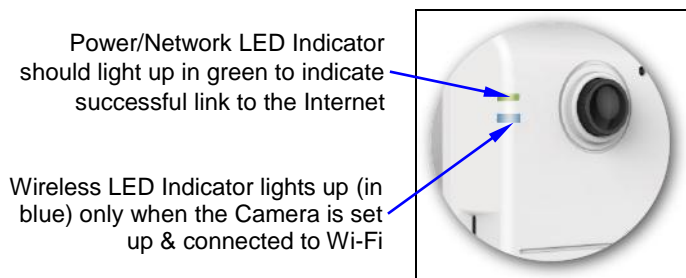 Power/Network LED Indicator
should light up in green to indicate
successful link to the Internet
Wireless LED Indicator lights up (in
blue) only when the Camera is set
up & connected to Wi-Fi